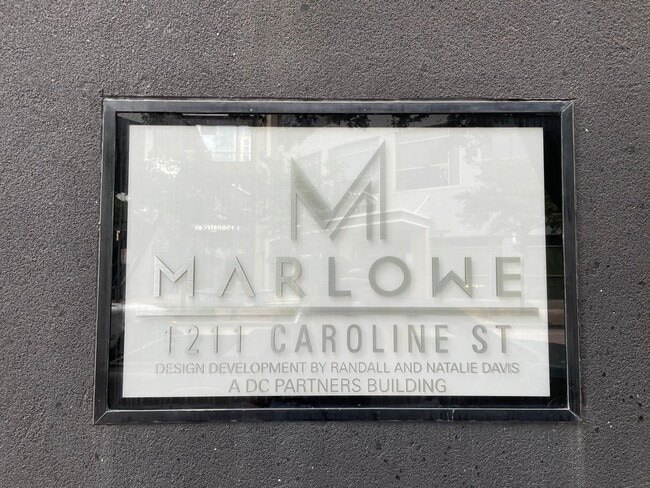 M
MARLOWE
1211 CAROLINE ST
DESIGN DEVELOPMENT BY RANDALL AND NATALIE DAVIS
A DC PARTNERS BUILDING